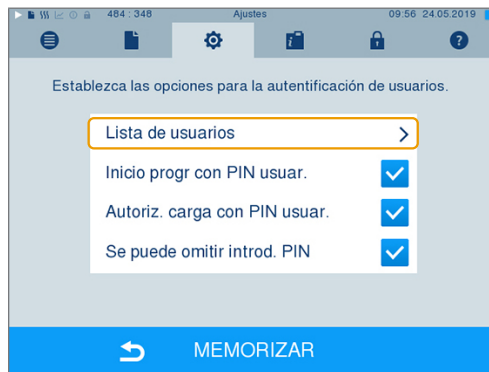 484 : 348 Ajustes 09:56 24.05.2019
Establezca las opciones para la autentificación de usuarios.
Lista de usuarios
Inicio progr con PIN usuar.
Autoriz. carga con PIN usuar.
Se puede omitir introd. PIN
MEMORIZAR